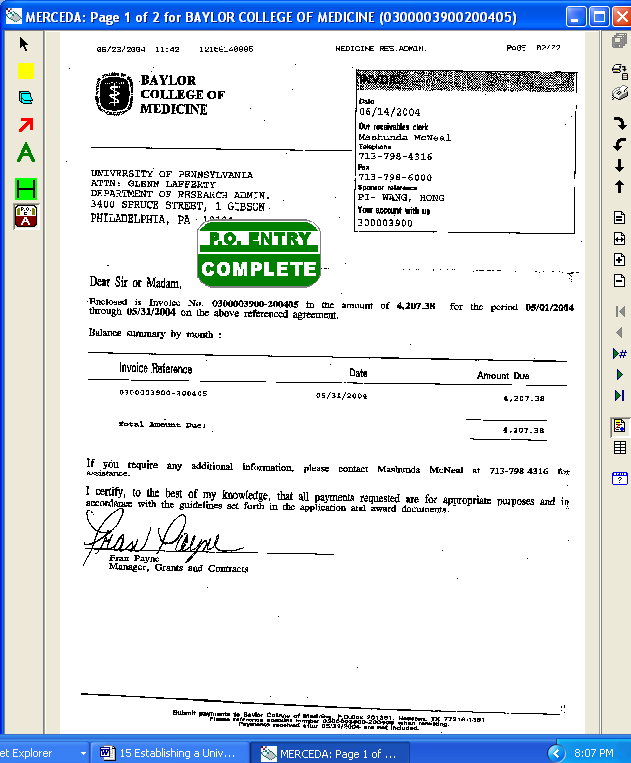 MERCEDA: Page 1 of 2 for BAYLOR COLLEGE OF MEDICINE (0300003900200405)
06/23/2004 11:42 MEDICINE RES.ADMIN. PAGE 02/22
BAYLOR
COLLEGE OF
MEDICINE
INVOICE
Date
06/14/2004
Our receivables clerk
Mashunda McNeal
Telephone
713-798-4316
Fax
713-798-6000
Sponsor reference
PI- WANG, HONG
Your account with us
300003900
UNIVERSITY OF PENNSYLVANIA
ATTN: GLENN LAFFERTY
DEPARTMENT OF RESEARCH ADMIN.
3400 SPRUCE STREET, 1 GIBSON
PHILADELPHIA, PA
P.O. ENTRY
COMPLETE
Dear Sir or Madam,
Enclosed is Invoice No. 0300003900-200405 in the amount of 4,207.38 for the period 05/01/2004
through 05/31/2004 on the above referenced agreement.
Balance summary by month :
Invoice Reference Date Amount Due
0300003900-200405 05/31/2004 4,207.38
Total Amount Due: 4,207.38
If you require any additional information, please contact Mashunda McNeal at 713-798-4316 for
assistance.
I certify, to the best of my knowledge, that all payments requested are for appropriate purposes and in
accordance with the guidelines set forth in the application and award documents.
Fran Payne
Fran Payne
Manager, Grants and Contracts
Submit payments to Baylor College of Medicine, P.O.Box 201381, Houston, TX 77216-1381
Please reference account number 0300003900-200405 when remitting.
Payments received after 05/31/2004 are not included.
et Explorer
15 Establishing a Univ...
MERCEDA: Page 1 of ...
8:07 PM